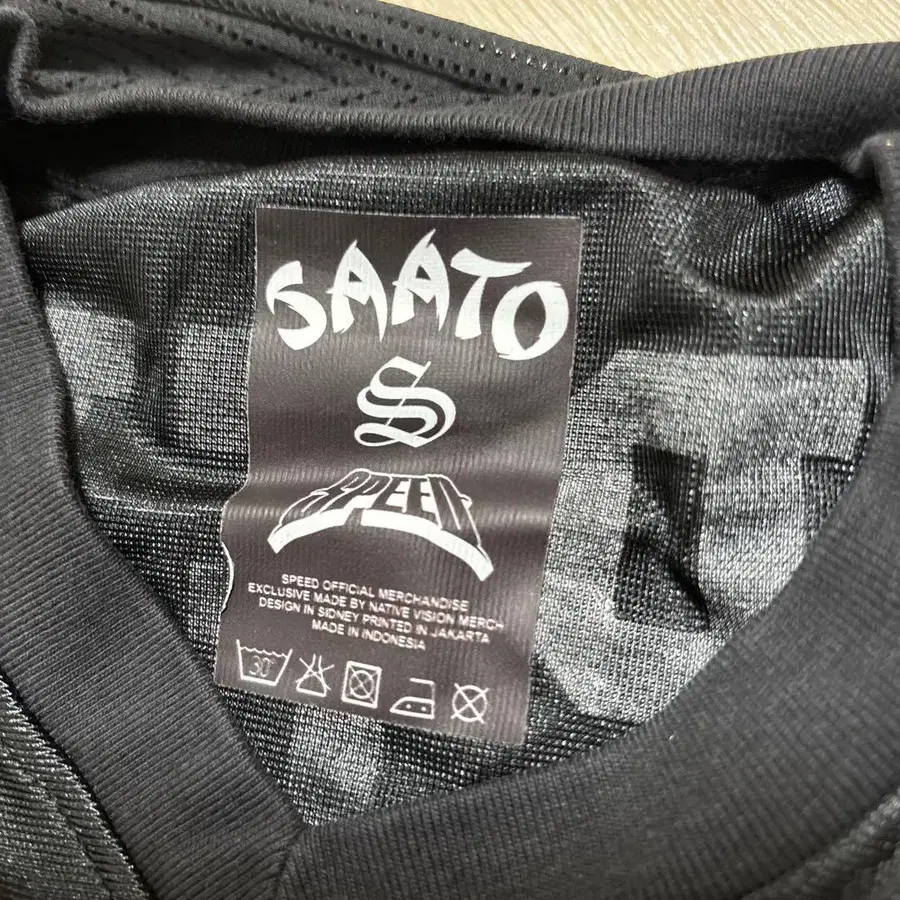 SAATO
S
SPEED
SPEED OFFICIAL MERCHANDISE
EXCLUSIVE MADE BY NATIVE VISION MERCH
DESIGN IN SIDNEY PRINTED IN JAKARTA
MADE IN INDONESIA
30°